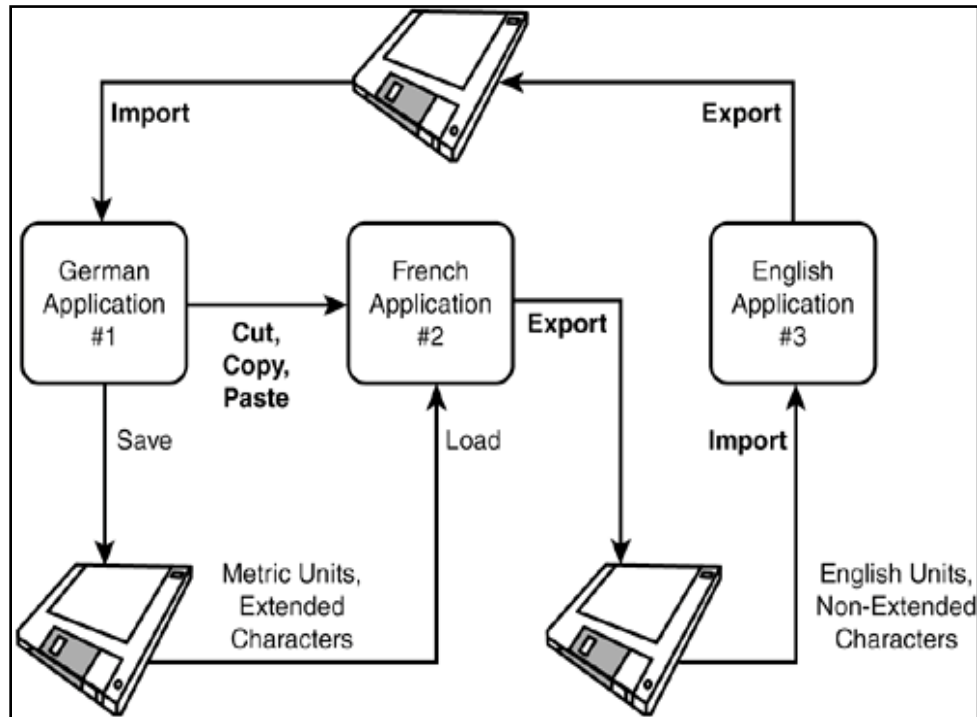 Import
Export
German
Application
#1
French
Application
#2
English
Application
#3
Cut,
Copy,
Paste
Export
Save
Load
Import
Metric Units,
Extended
Characters
English Units,
Non-Extended
Characters